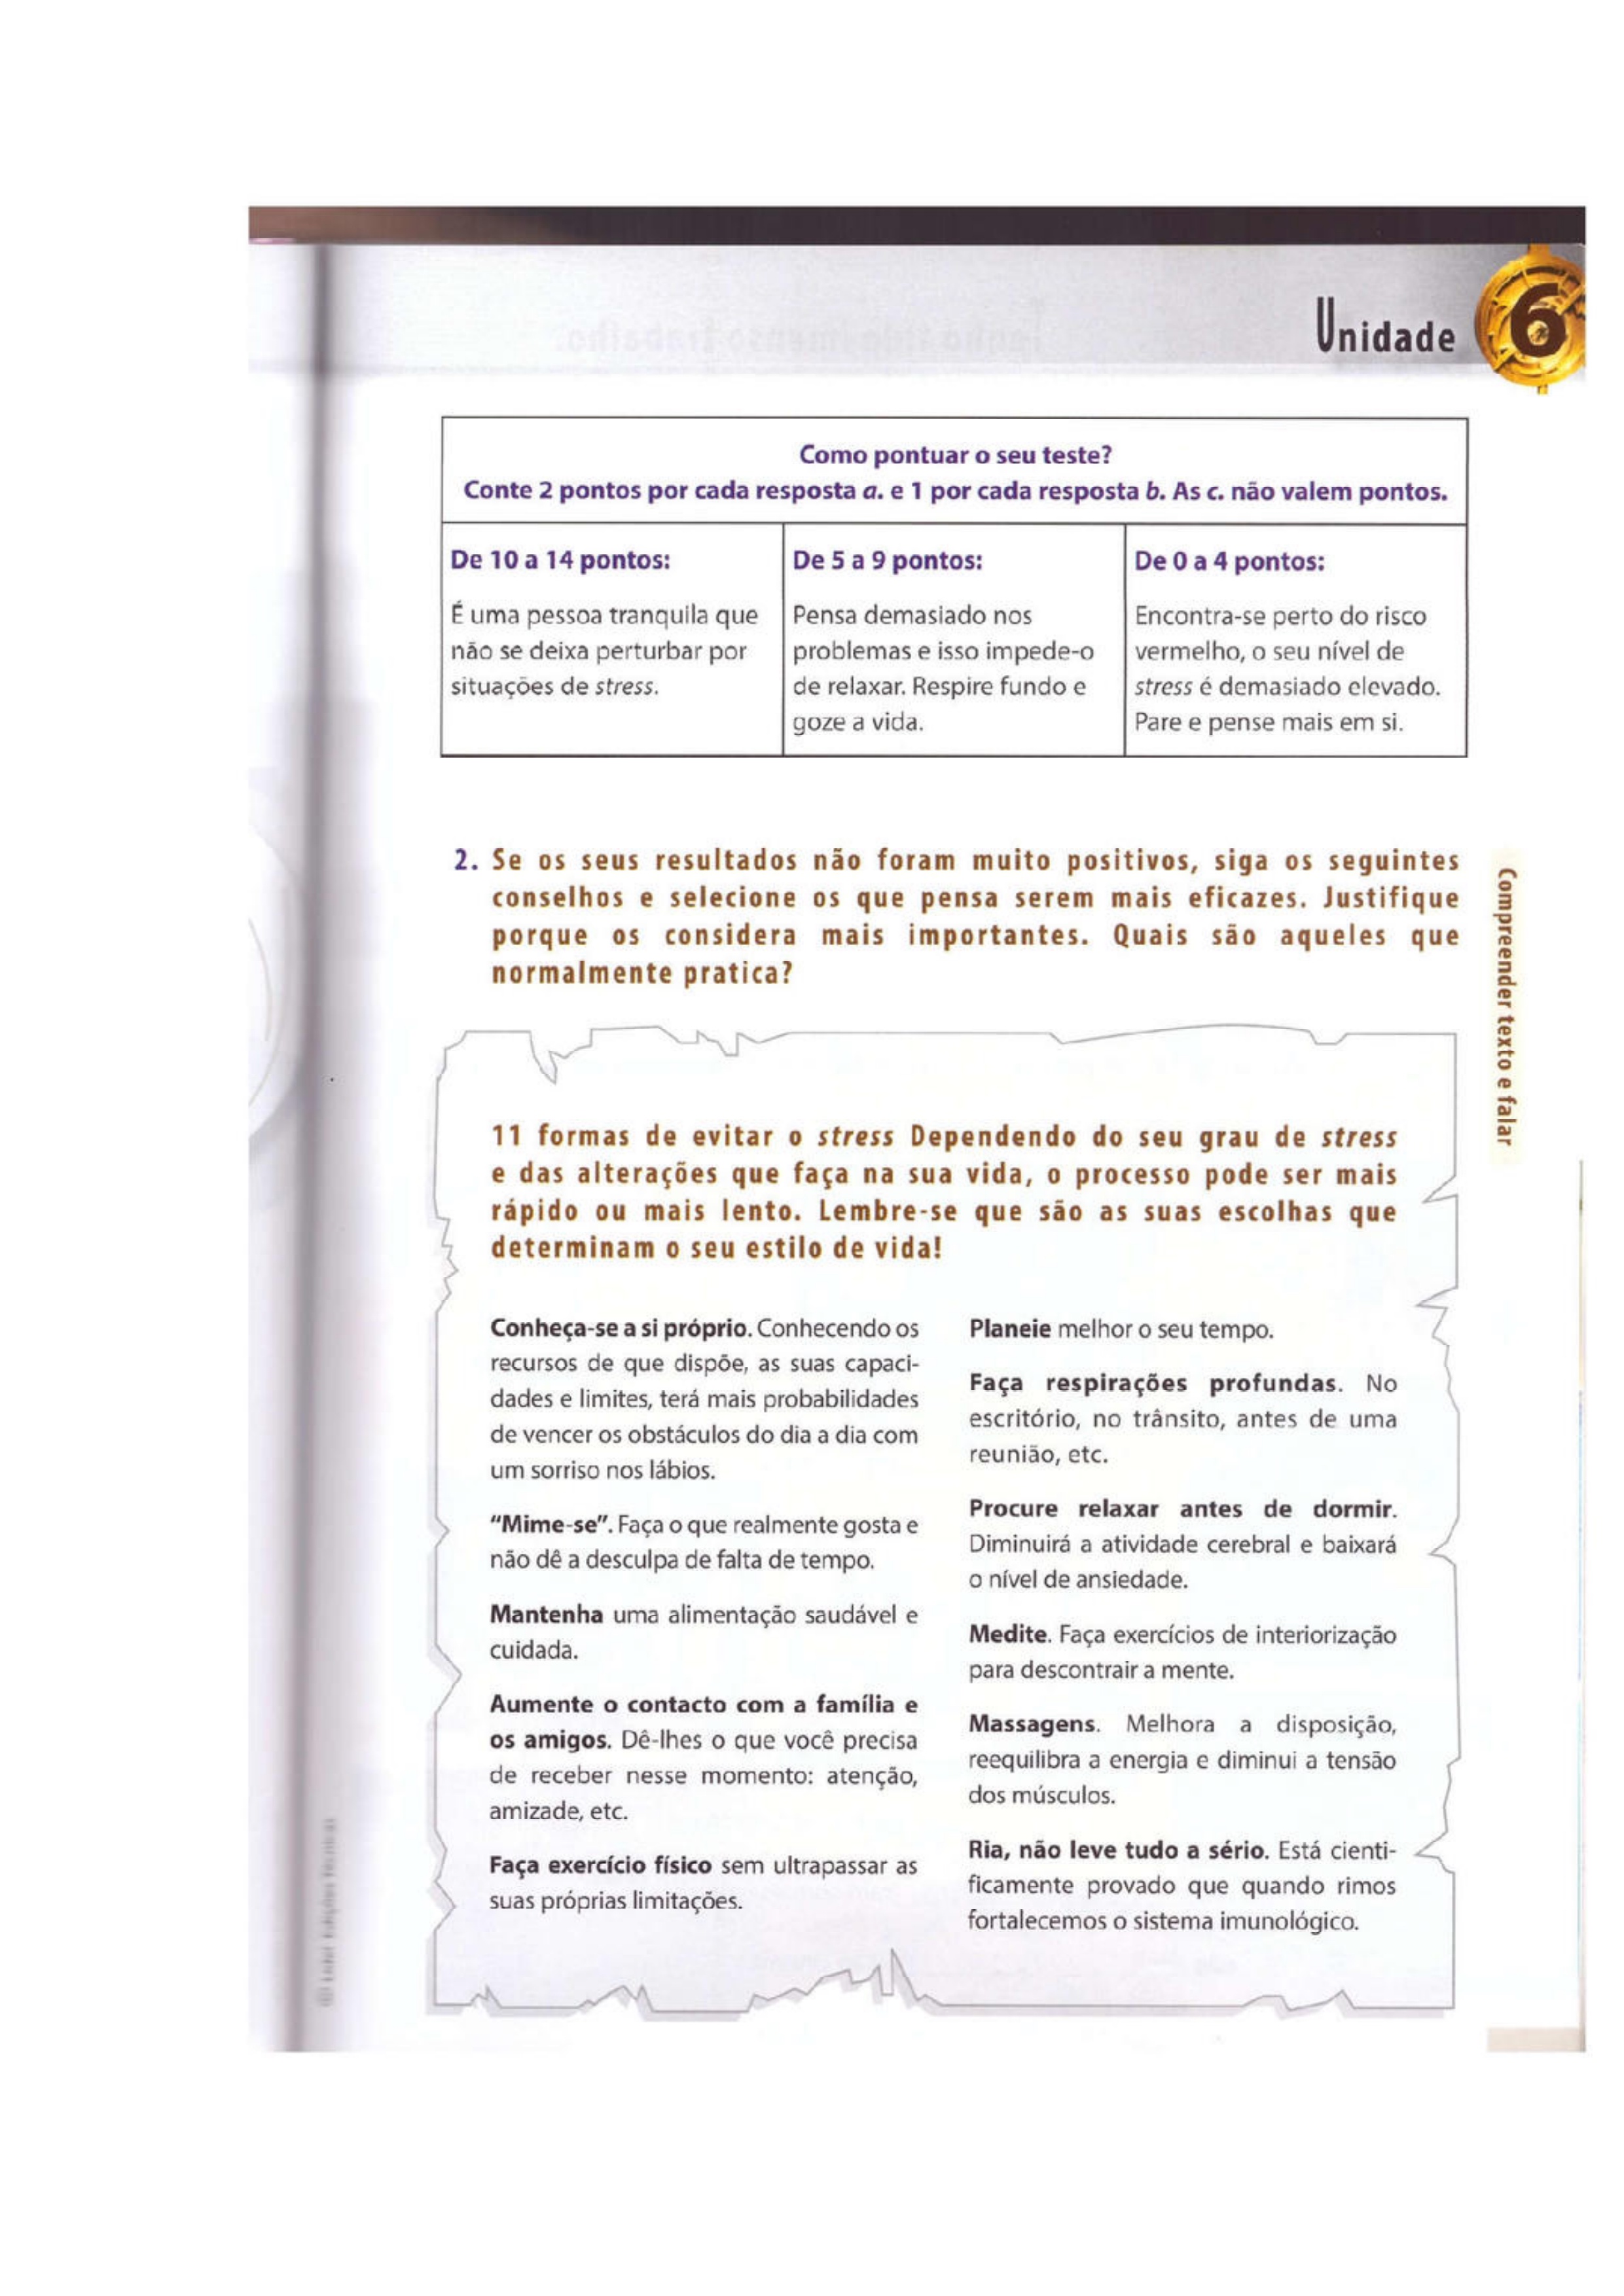 Unidade 6
Como pontuar o seu teste?
Conte 2 pontos por cada resposta a. e 1 por cada resposta b. As c. não valem pontos.
De 10 a 14 pontos:
É uma pessoa tranquila que
não se deixa perturbar por
situações de stress.
De 5 a 9 pontos:
Pensa demasiado nos
problemas e isso impede-o
de relaxar. Respire fundo e
goze a vida.
De 0 a 4 pontos:
Encontra-se perto do risco
vermelho, o seu nível de
stress é demasiado elevado.
Pare e pense mais em si.
2. Se os seus resultados não foram muito positivos, siga os seguintes
conselhos e selecione os que pensa serem mais eficazes. Justifique
porque os considera mais importantes. Quais são aqueles que
normalmente pratica?
Compreender texto e falar
11 formas de evitar o stress Dependendo do seu grau de stress
e das alterações que faça na sua vida, o processo pode ser mais
rápido ou mais lento. Lembre-se que são as suas escolhas que
determinam o seu estilo de vida!
Conheça-se a si próprio. Conhecendo os
recursos de que dispõe, as suas capaci-
dades e limites, terá mais probabilidades
de vencer os obstáculos do dia a dia com
um sorriso nos lábios.
"Mime-se". Faça o que realmente gosta e
não dê a desculpa de falta de tempo.
Mantenha uma alimentação saudável e
cuidada.
Aumente o contacto com a família e
os amigos. Dê-lhes o que você precisa
de receber nesse momento: atenção,
amizade, etc.
Faça exercício físico sem ultrapassar as
suas próprias limitações.
Planeie melhor o seu tempo.
Faça respirações profundas. No
escritório, no trânsito, antes de uma
reunião, etc.
Procure relaxar antes de dormir.
Diminuirá a atividade cerebral e baixará
o nível de ansiedade.
Medite. Faça exercícios de interiorização
para descontrair a mente.
Massagens. Melhora a disposição,
reequilibra a energia e diminui a tensão
dos músculos.
Ria, não leve tudo a sério. Está cienti-
ficamente provado que quando rimos
fortalecemos o sistema imunológico.